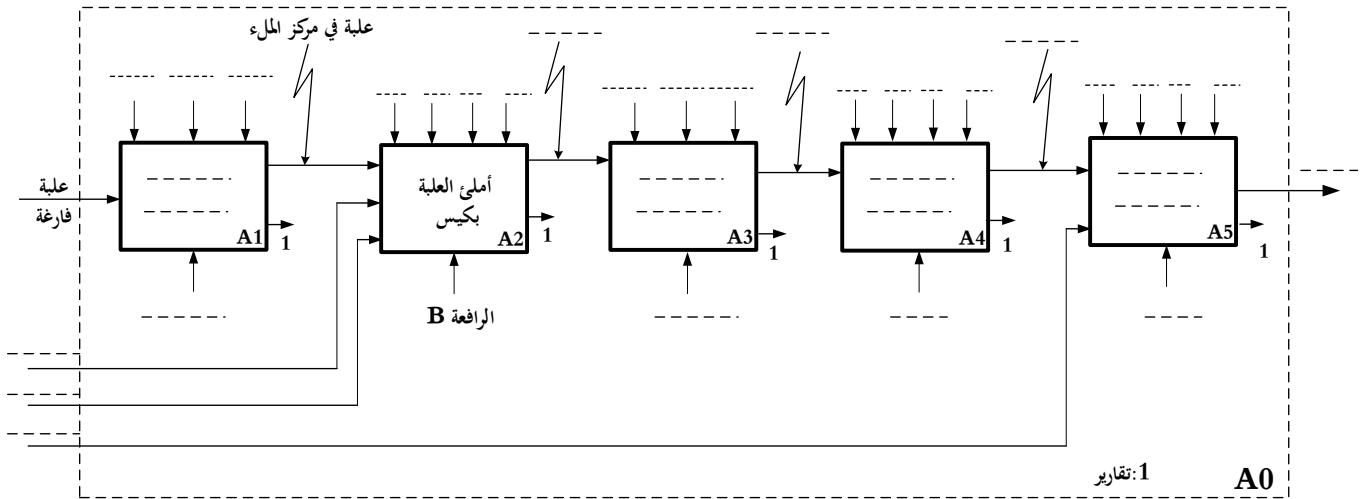 علبة في مركز الملء
علبة
فارغة
A1
1
أملئ العلبة
بكيس
A2
1
A3
1
A4
1
A5
1
الرافعة B
1:تقارير
A0